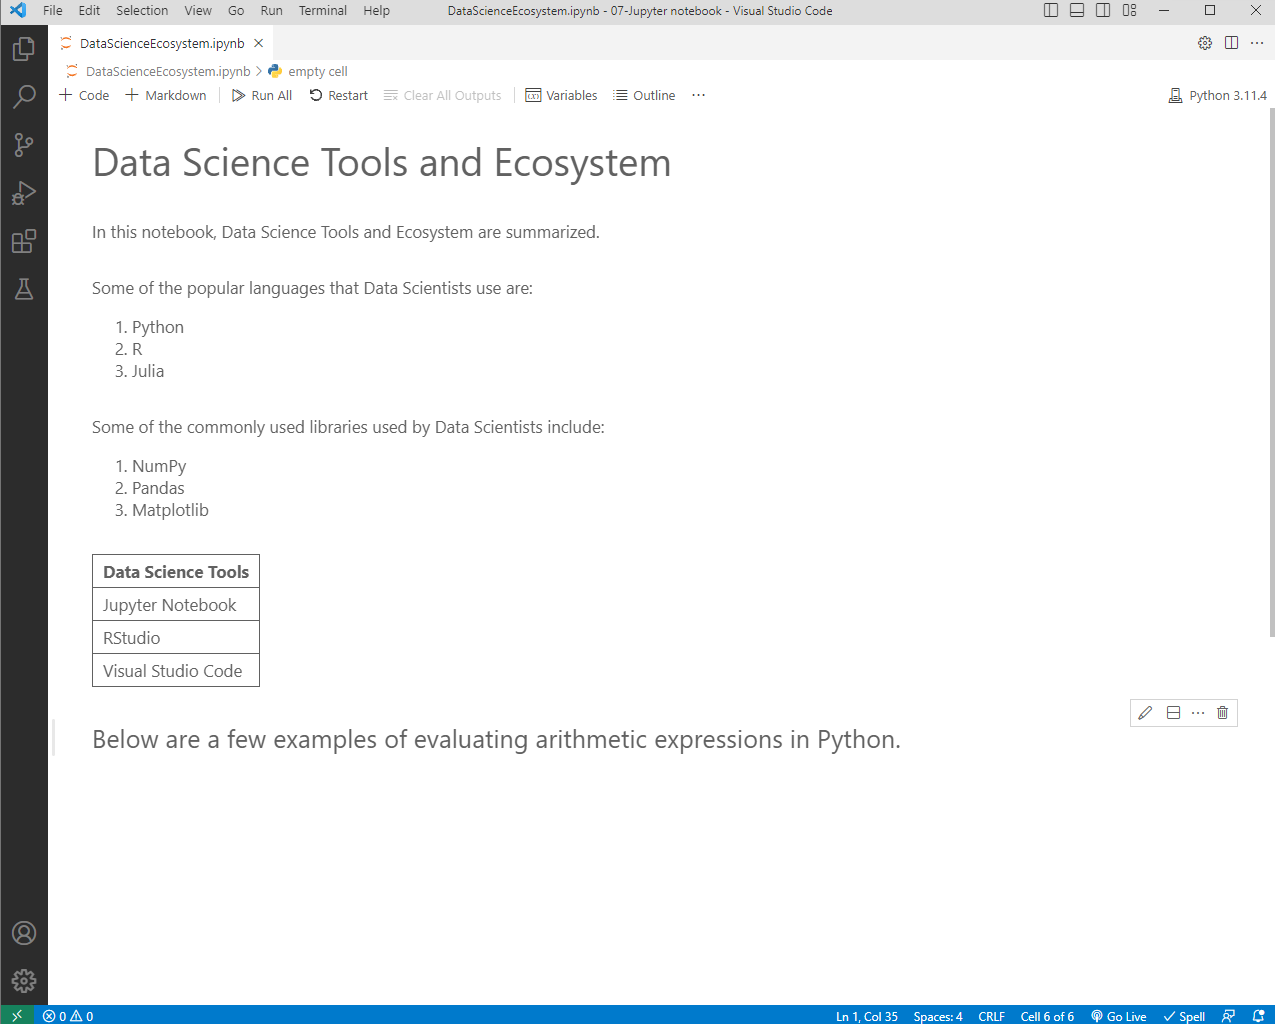 File Edit Selection View Go Run Terminal Help DataScienceEcosystem.ipynb - 07-Jupyter notebook - Visual Studio Code
DataScienceEcosystem.ipynb
DataScienceEcosystem.ipynb > empty cell
+ Code + Markdown Run All Restart Clear All Outputs Variables Outline ... Python 3.11.4
Data Science Tools and Ecosystem
In this notebook, Data Science Tools and Ecosystem are summarized.
Some of the popular languages that Data Scientists use are:
1. Python
2. R
3. Julia
Some of the commonly used libraries used by Data Scientists include:
1. NumPy
2. Pandas
3. Matplotlib
Data Science Tools
Jupyter Notebook
RStudio
Visual Studio Code
Below are a few examples of evaluating arithmetic expressions in Python.
0 0 Ln 1, Col 35 Spaces: 4 CRLF Cell 6 of 6 Go Live Spell